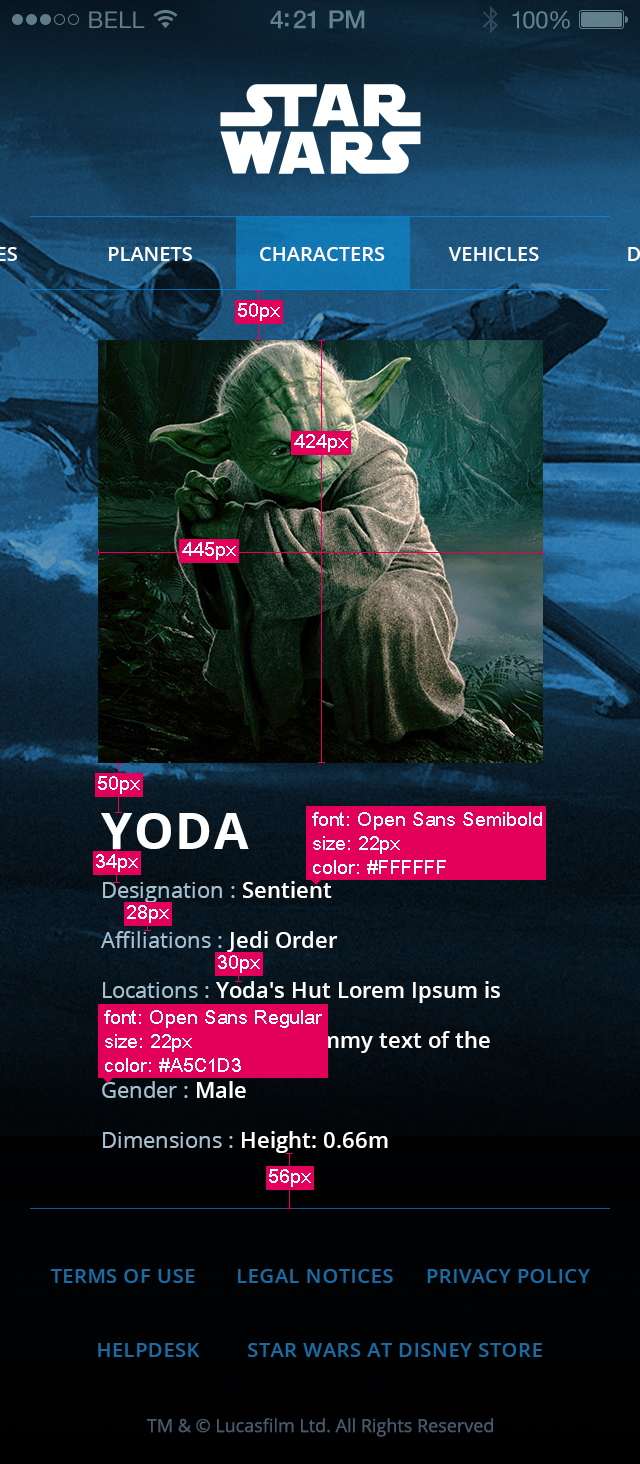 BELL 4:21 PM 100%
STAR
WARS
ES PLANETS CHARACTERS VEHICLES D
50px
424px
445px
50px
YODA
font: Open Sans Semibold
size: 22px
color: #FFFFFF
34px
Designation : Sentient
28px
Affiliations : Jedi Order
30px
Locations : Yoda's Hut Lorem Ipsum is
font: Open Sans Regular
size: 22px
color: #A5C1D3
mmy text of the
Gender : Male
Dimensions : Height: 0.66m
56px
TERMS OF USE LEGAL NOTICES PRIVACY POLICY
HELPDESK STAR WARS AT DISNEY STORE
TM & © Lucasfilm Ltd. All Rights Reserved